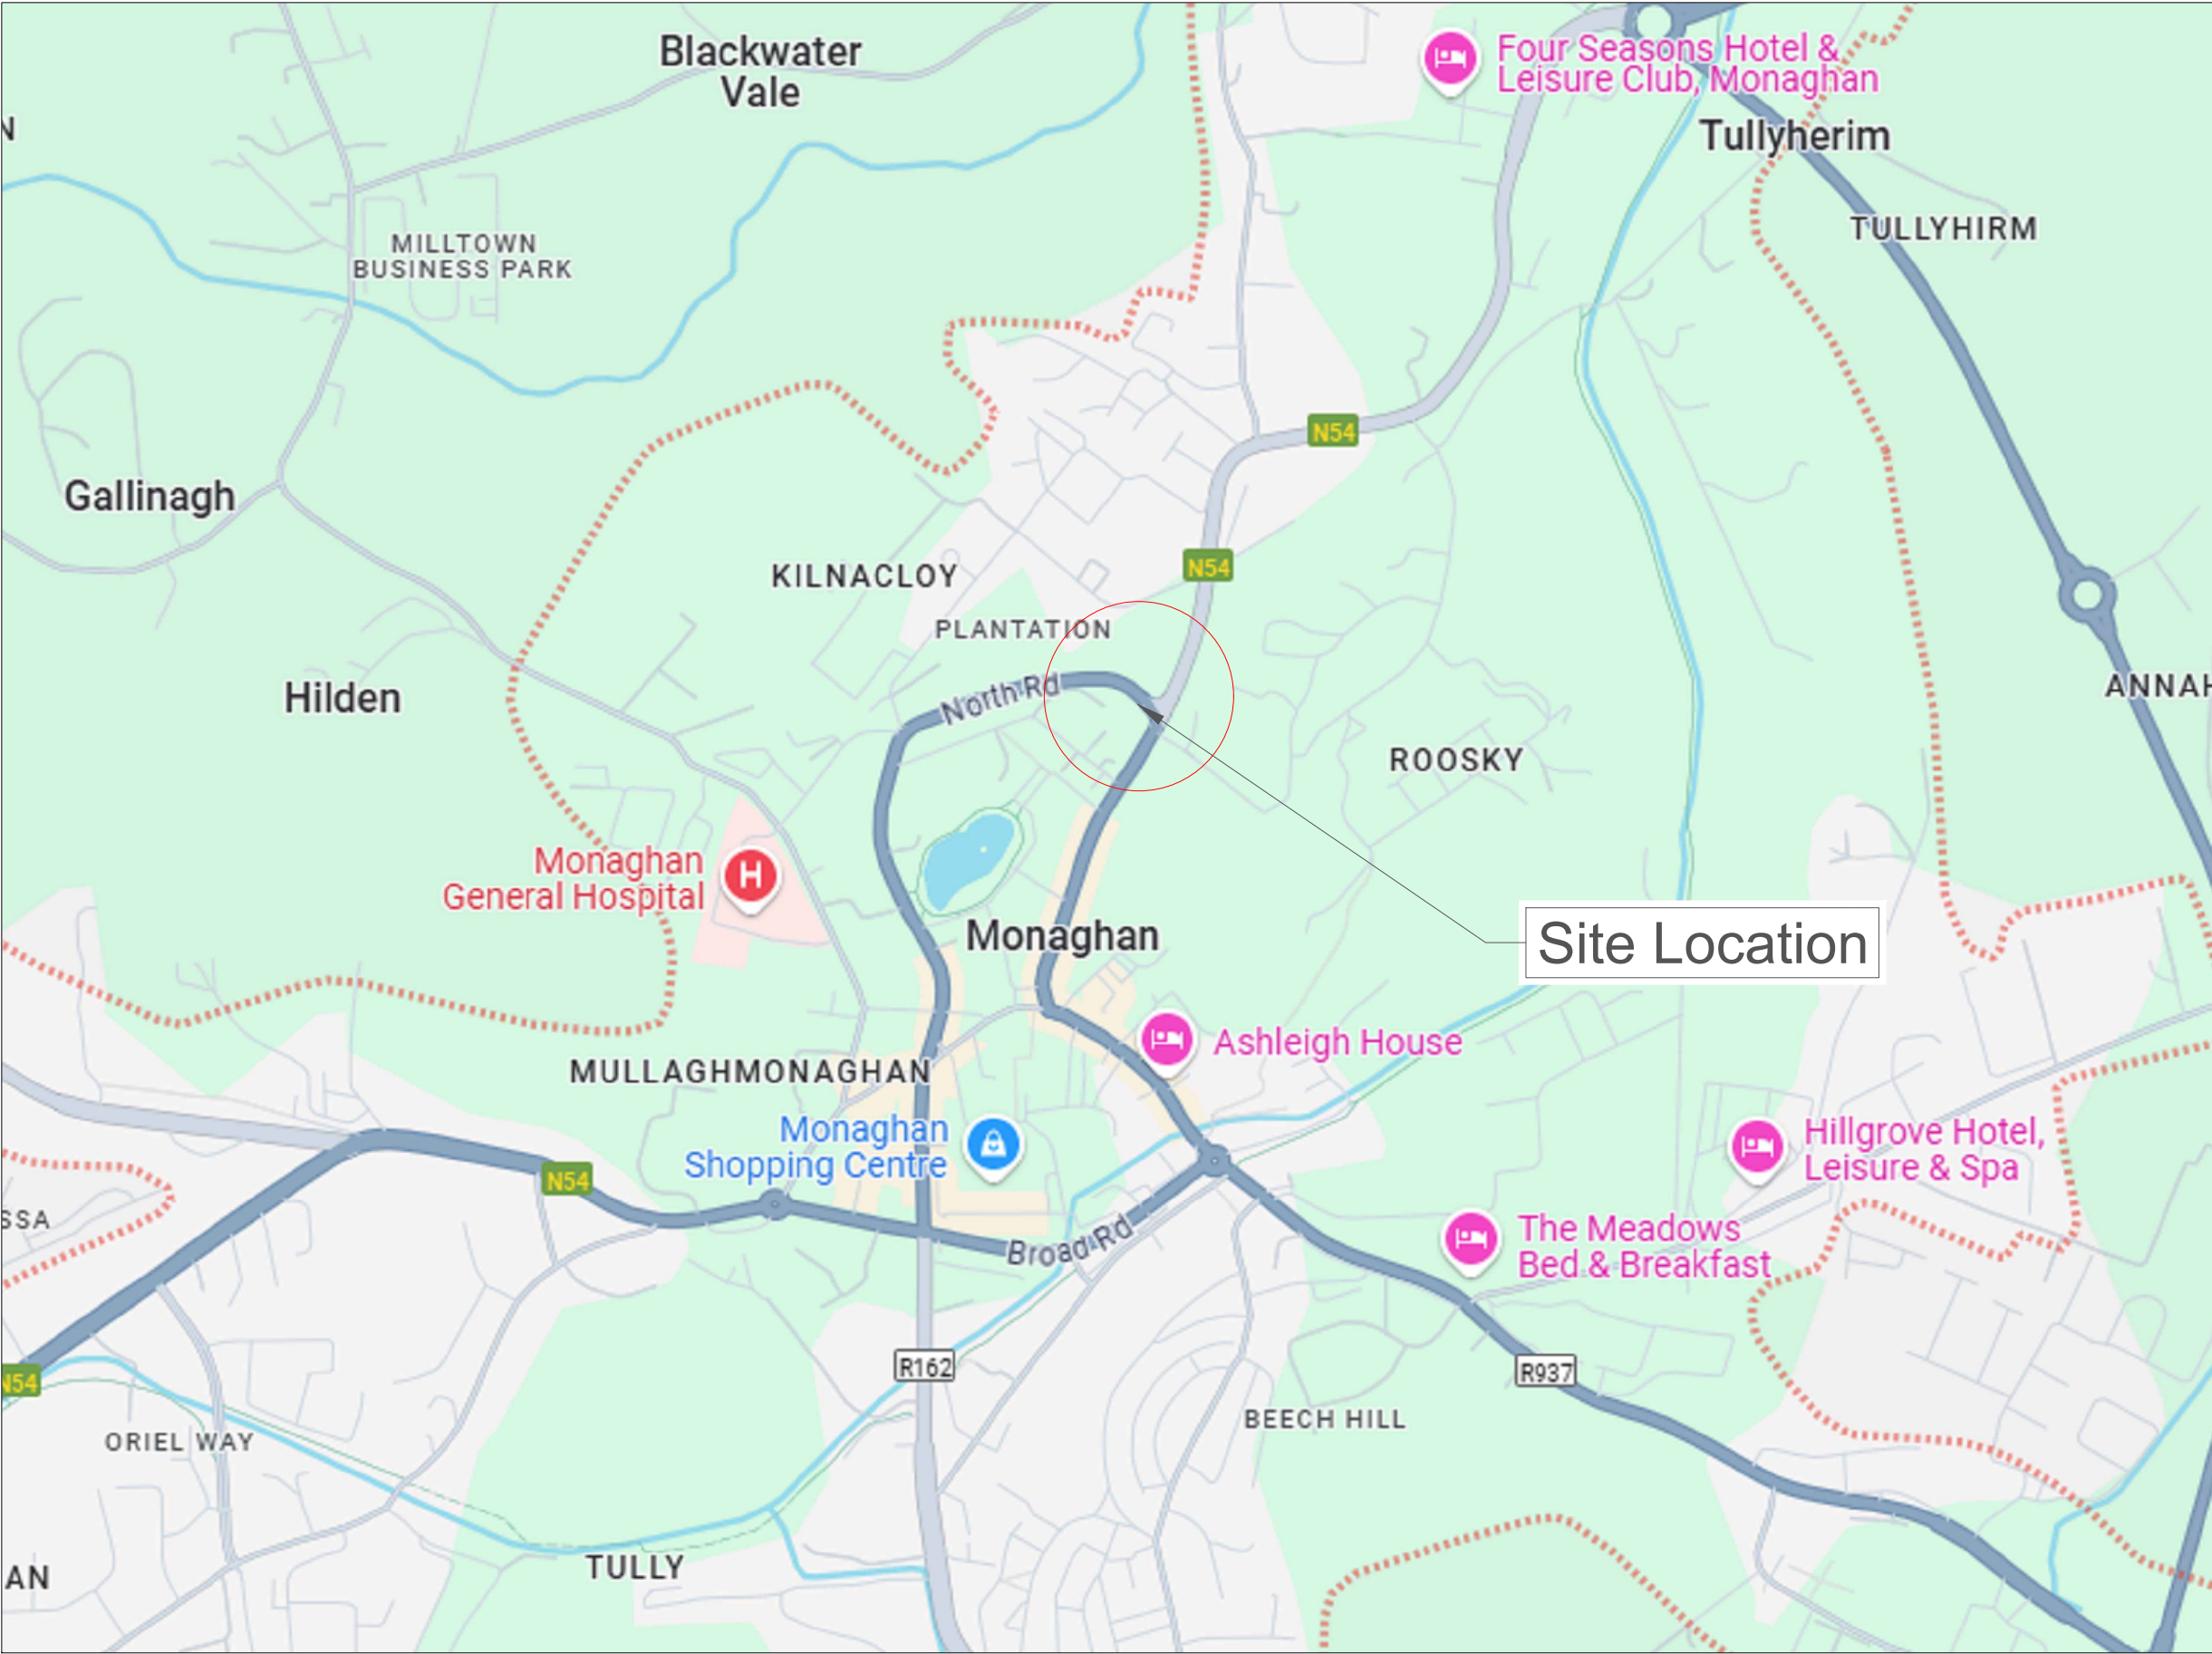 Blackwater
Vale
Four Seasons Hotel &
Leisure Club, Monaghan
N
Tullyherim
TULLYHIRM
MILLTOWN
BUSINESS PARK
N54
Gallinagh
N54
KILNACLOY
PLANTATION
ANNAH
North Rd
Hilden
ROOSKY
Monaghan
General Hospital
H
Monaghan
Site Location
Ashleigh House
MULLAGHMONAGHAN
Monaghan
Shopping Centre
Hillgrove Hotel,
Leisure & Spa
N54
SSA
Broad Rd
The Meadows
Bed & Breakfast
R162
R937
N54
BEECH HILL
ORIEL WAY
TULLY
AN